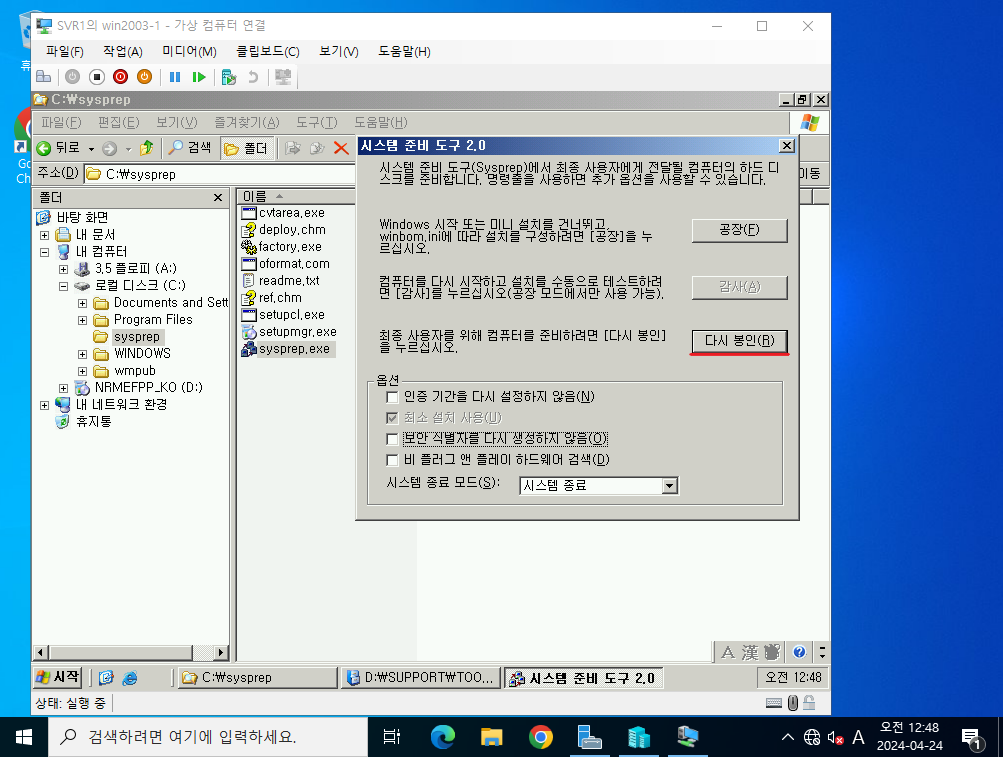 휴
Go
Ch
SVR1의 win2003-1 - 가상 컴퓨터 연결
파일(F) 작업(A) 미디어(M) 클립보드(C) 보기(V) 도움말(H)
C:₩sysprep
파일(F) 편집(E) 보기(V) 즐겨찾기(A) 도구(T) 도움말(H)
뒤로 검색 폴더
주소(D) C:₩sysprep 이동
폴더
바탕 화면
내 문서
내 컴퓨터
3.5 플로피 (A:)
로컬 디스크 (C:)
Documents and Sett
Program Files
sysprep
WINDOWS
wmpub
NRMEFPP_KO (D:)
내 네트워크 환경
휴지통
이름
cvtarea.exe
deploy.chm
factory.exe
oformat.com
readme.txt
ref.chm
setupcl.exe
setupmgr.exe
sysprep.exe
시스템 준비 도구 2.0
시스템 준비 도구(Sysprep)에서 최종 사용자에게 전달될 컴퓨터의 하드 디
스크를 준비합니다. 명령줄을 사용하면 추가 옵션을 사용할 수 있습니다.
Windows 시작 또는 미니 설치를 건너뛰고,
winbom.ini에 따라 설치를 구성하려면 [공장]을 누
르십시오.
공장(F)
컴퓨터를 다시 시작하고 설치를 수동으로 테스트하려
면 [감사]를 누르십시오(공장 모드에서만 사용 가능).
감사(A)
최종 사용자를 위해 컴퓨터를 준비하려면 [다시 봉인]
을 누르십시오.
다시 봉인(R)
옵션
인증 기간을 다시 설정하지 않음(N)
최소 설치 사용(U)
보안 식별자를 다시 생성하지 않음(O)
비 플러그 앤 플레이 하드웨어 검색(D)
시스템 종료 모드(S): 시스템 종료
A 漢
시작 C:₩sysprep D:₩SUPPORT₩TOO... 시스템 준비 도구 2.0 오전 12:48
상태: 실행 중
검색하려면 여기에 입력하세요.
A
오전 12:48
2024-04-24
1